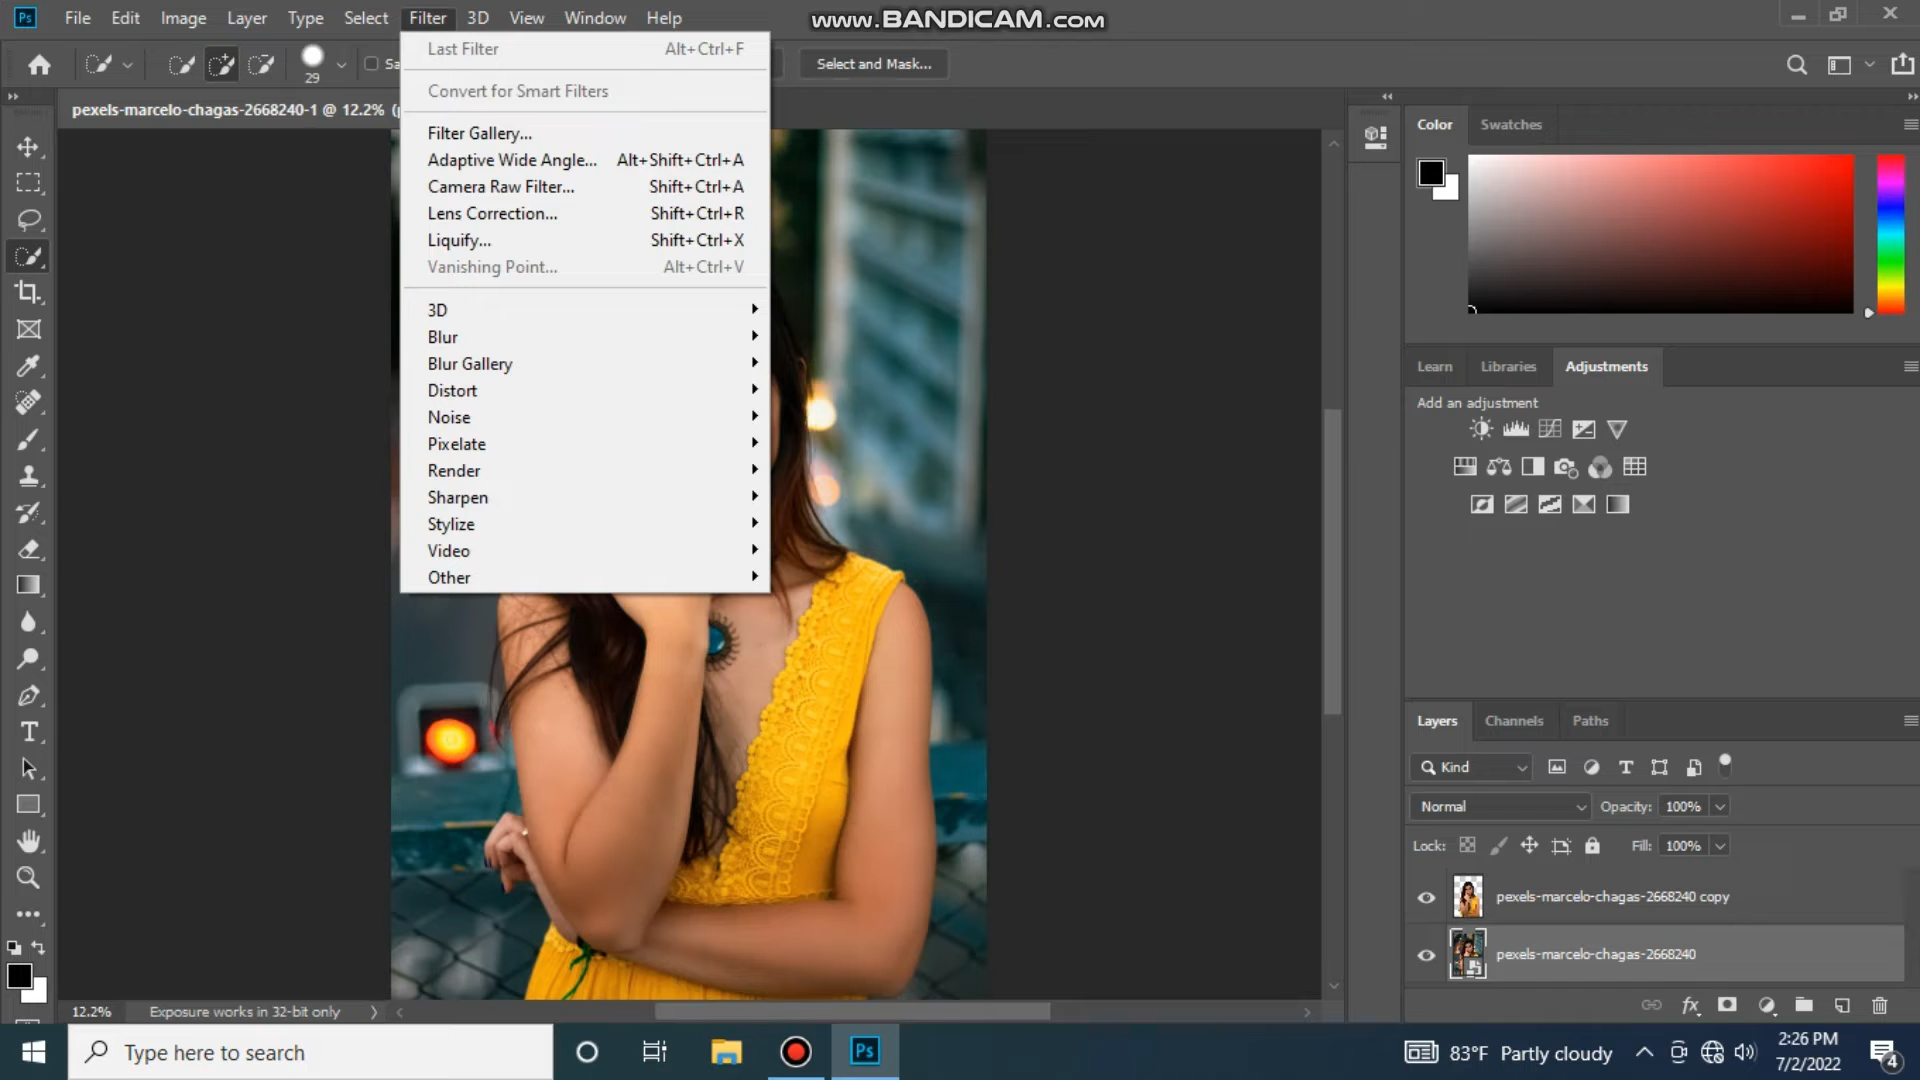 Ps File Edit Image Layer Type Select Filter 3D View Window Help
www.BANDICAM.com
29
Sa
Select and Mask...
pexels-marcelo-chagas-2668240-1 @ 12.2% (
Last Filter Alt+Ctrl+F
Convert for Smart Filters
Filter Gallery...
Adaptive Wide Angle... Alt+Shift+Ctrl+A
Camera Raw Filter... Shift+Ctrl+A
Lens Correction... Shift+Ctrl+R
Liquify... Shift+Ctrl+X
Vanishing Point... Alt+Ctrl+V
3D
Blur
Blur Gallery
Distort
Noise
Pixelate
Render
Sharpen
Stylize
Video
Other
Color Swatches
Learn Libraries Adjustments
Add an adjustment
Layers Channels Paths
Kind
Normal Opacity: 100%
Lock: Fill: 100%
pexels-marcelo-chagas-2668240 copy
pexels-marcelo-chagas-2668240
12.2% Exposure works in 32-bit only
Type here to search
Ps
83°F Partly cloudy
2:26 PM
7/2/2022
4